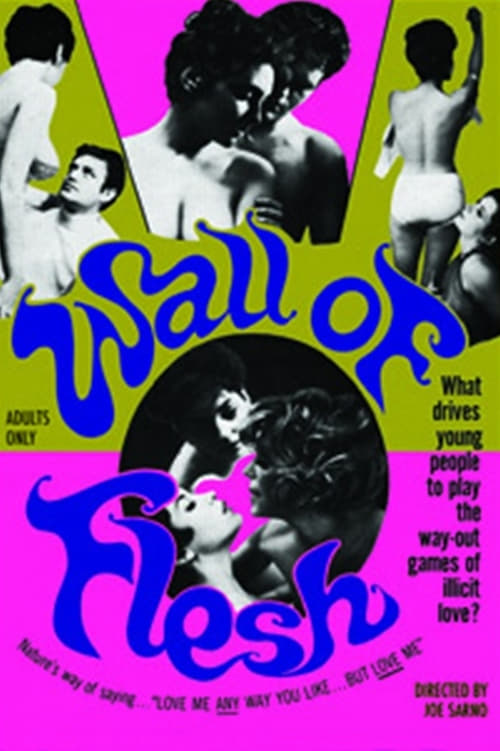 Wall of
Flesh
ADULTS
ONLY
What
drives
young
people
to play
the
way-out
games of
illicit
love?
Nature's way of saying..."LOVE ME ANY WAY YOU LIKE...BUT LOVE ME"
DIRECTED BY
JOE SARNO